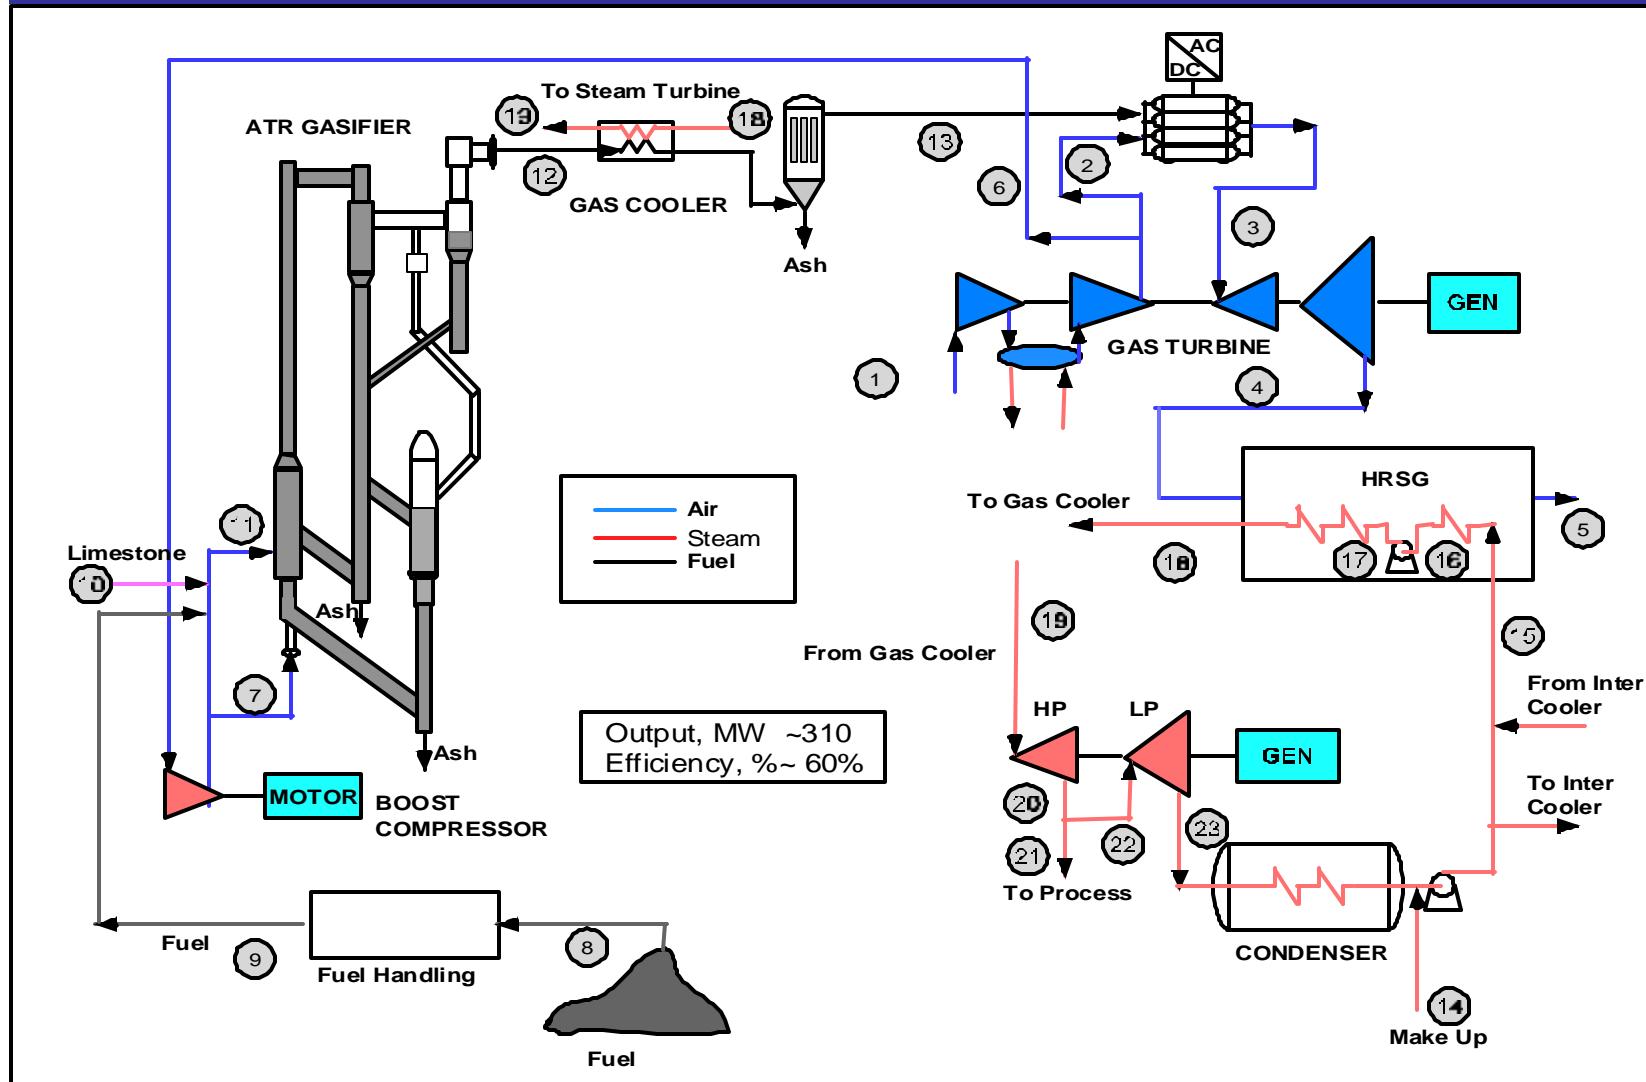 AC
DC
To Steam Turbine
19
18
ATR GASIFIER
13
2
12
6
GAS COOLER
3
Ash
GEN
GAS TURBINE
1
4
HRSG
To Gas Cooler
Air
Steam
Fuel
11
5
Limestone
10
18
17
16
Ash
19
15
From Gas Cooler
7
From Inter
Cooler
HP
LP
Output, MW ~310
Efficiency, %~ 60%
Ash
GEN
MOTOR
BOOST
COMPRESSOR
To Inter
Cooler
20
23
21
22
To Process
Fuel
9
8
CONDENSER
Fuel Handling
14
Make Up
Fuel